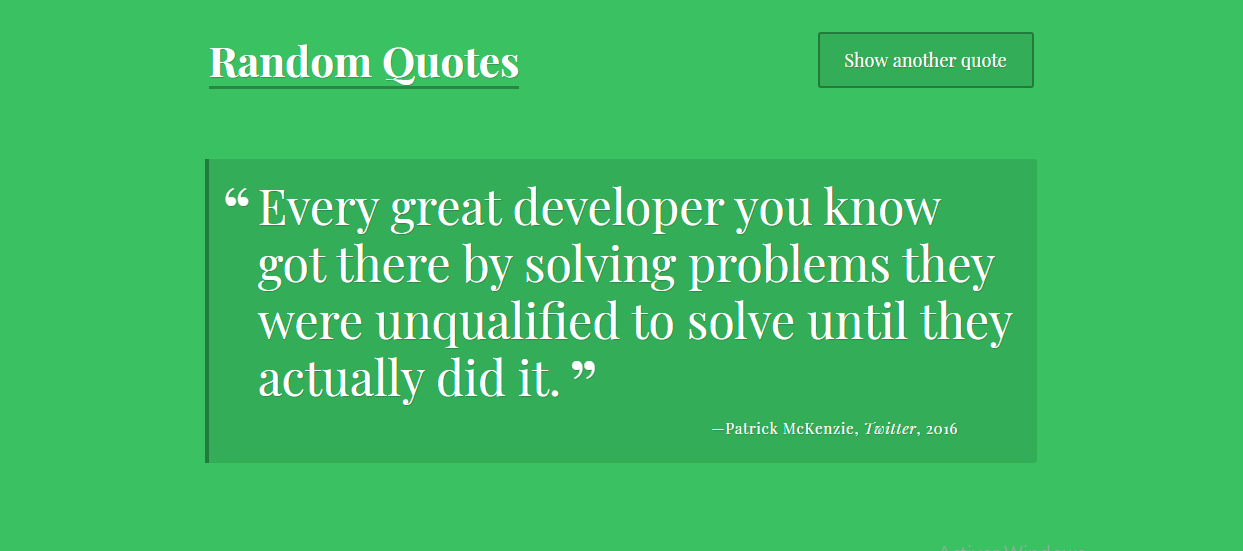 Random Quotes
Show another quote
“ Every great developer you know
got there by solving problems they
were unqualified to solve until they
actually did it. ”
—Patrick McKenzie, Twitter, 2016